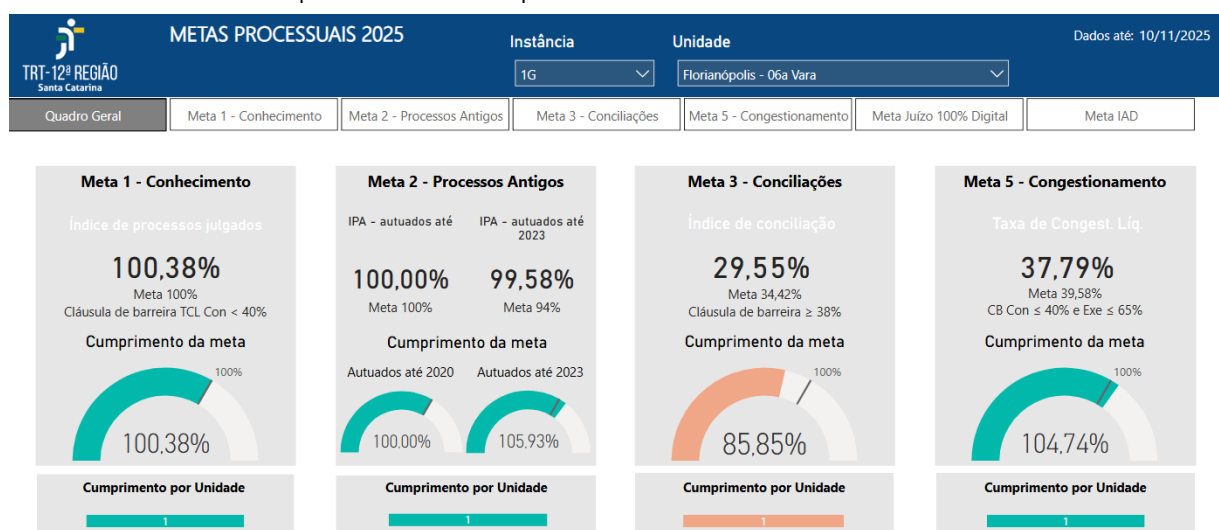 METAS PROCESSUAIS 2025
Instância
Unidade
Dados até: 10/11/2025
TRT-12ª REGIÃO
Santa Catarina
1G
Florianópolis - 06a Vara
Quadro Geral
Meta 1 - Conhecimento
Meta 2 - Processos Antigos
Meta 3 - Conciliações
Meta 5 - Congestionamento
Meta Juízo 100% Digital
Meta IAD
Meta 1 - Conhecimento
Índice de processos julgados
100,38%
Meta 100%
Cláusula de barreira TCL Con < 40%
Cumprimento da meta
100%
100,38%
Cumprimento por Unidade
1
Meta 2 - Processos Antigos
IPA - autuados até
IPA - autuados até
2023
100,00%
99,58%
Meta 100%
Meta 94%
Cumprimento da meta
Autuados até 2020
Autuados até 2023
100,00%
105,93%
Cumprimento por Unidade
1
Meta 3 - Conciliações
Índice de conciliação
29,55%
Meta 34,42%
Cláusula de barreira ≥ 38%
Cumprimento da meta
100%
85,85%
Cumprimento por Unidade
1
Meta 5 - Congestionamento
Taxa de Congest. Líq.
37,79%
Meta 39,58%
CB Con ≤ 40% e Exe ≤ 65%
Cumprimento da meta
100%
104,74%
Cumprimento por Unidade
1